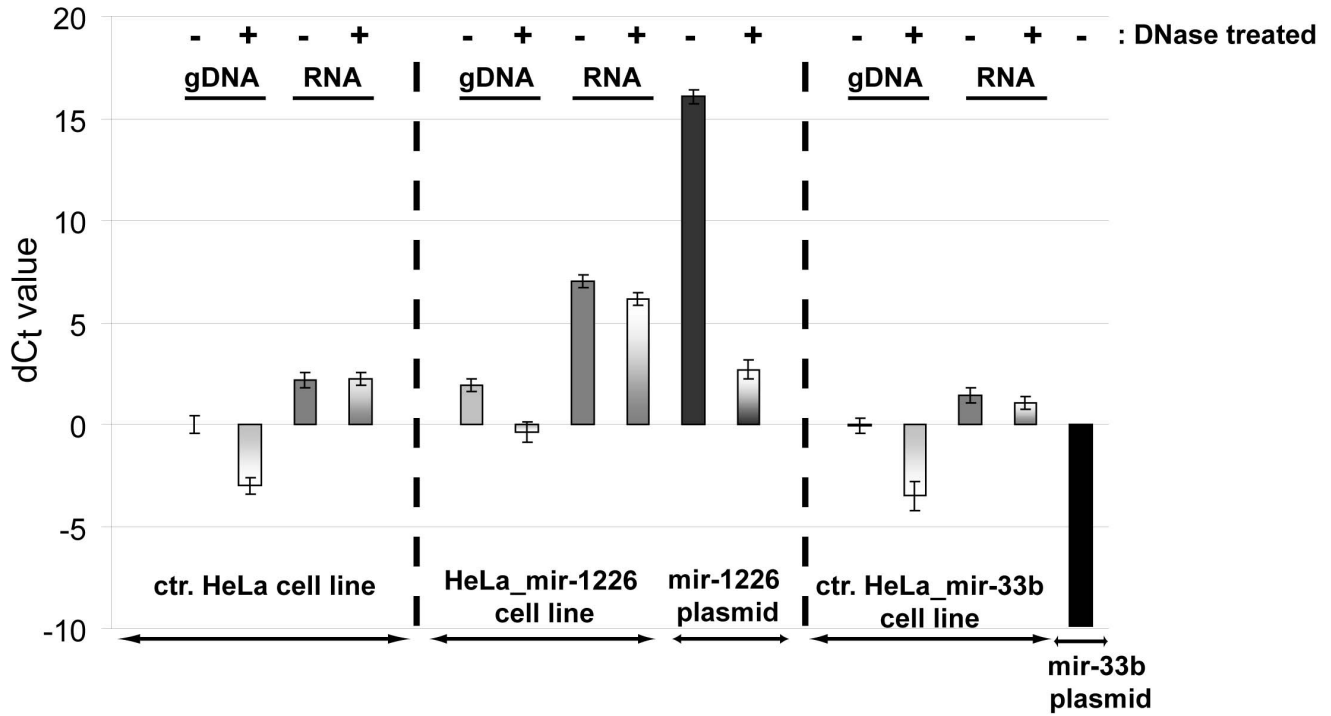 20
- + - + - + - + - + - + - + - : DNase treated
gDNA RNA gDNA RNA gDNA RNA
15
10
5
0
-5
-10
dCt value
ctr. HeLa cell line
HeLa_mir-1226
cell line
mir-1226
plasmid
ctr. HeLa_mir-33b
cell line
mir-33b
plasmid